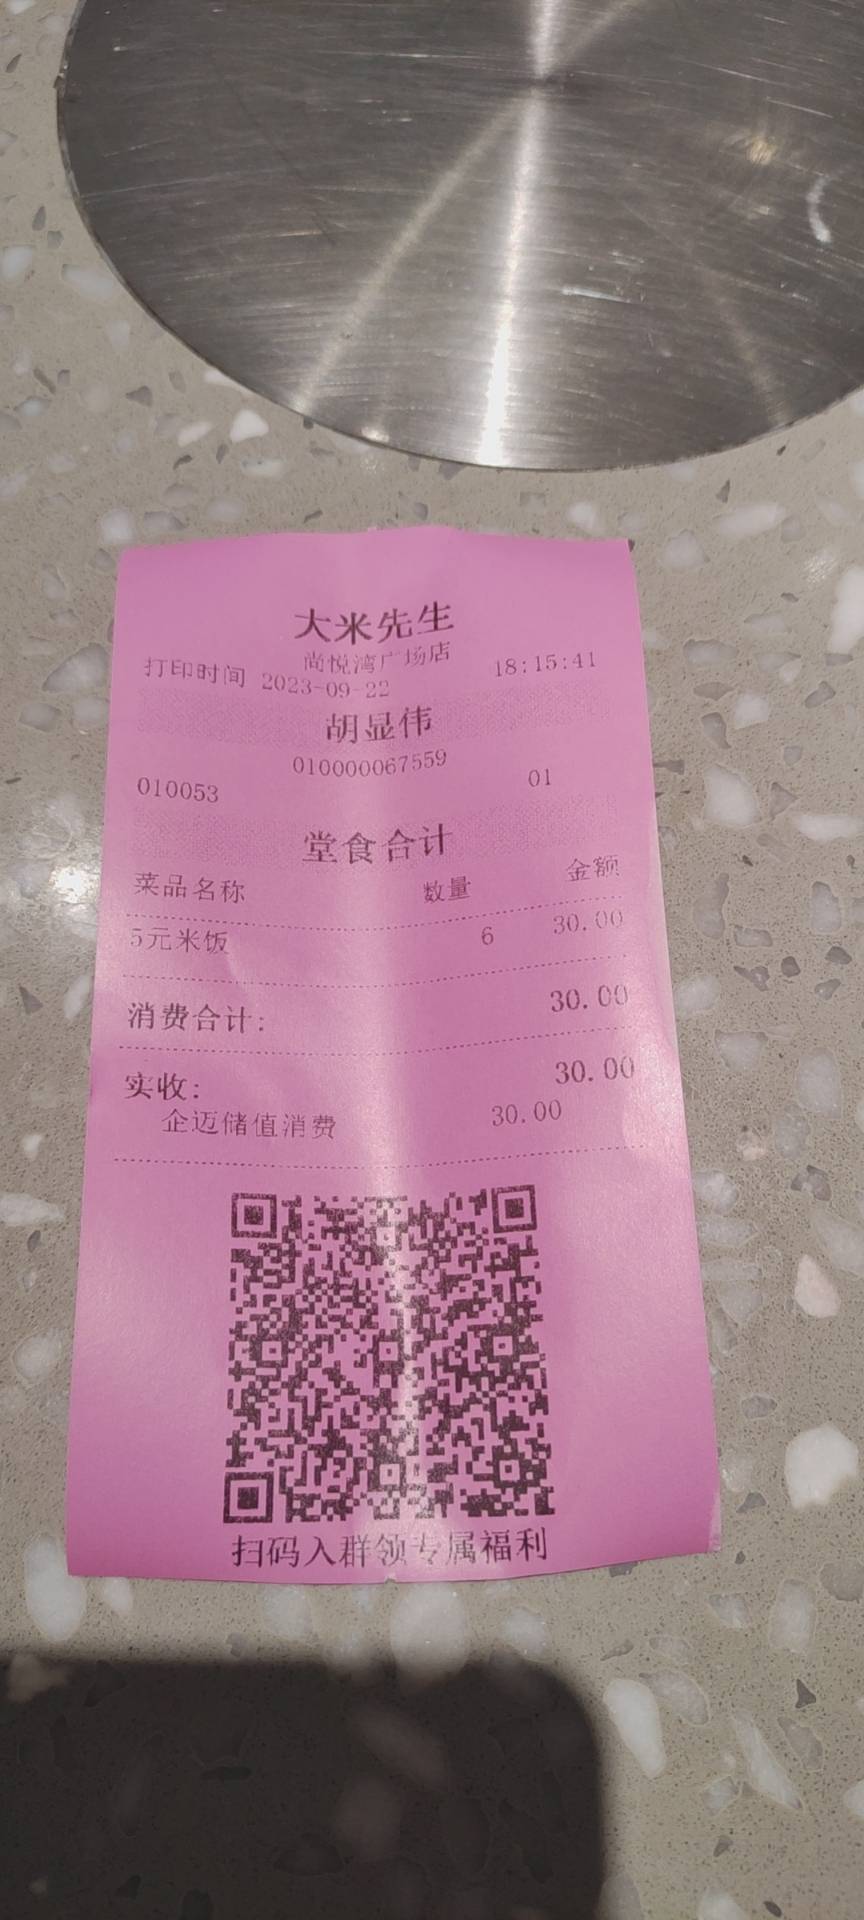 大米先生
尚悦湾广场店
打印时间 2023-09-22 18:15:41
胡显伟
010000067559
010053 01
堂食合计
菜品名称 数量 金额
5元米饭 6 30.00
消费合计: 30.00
实收: 30.00
企迈储值消费 30.00
扫码入群领专属福利